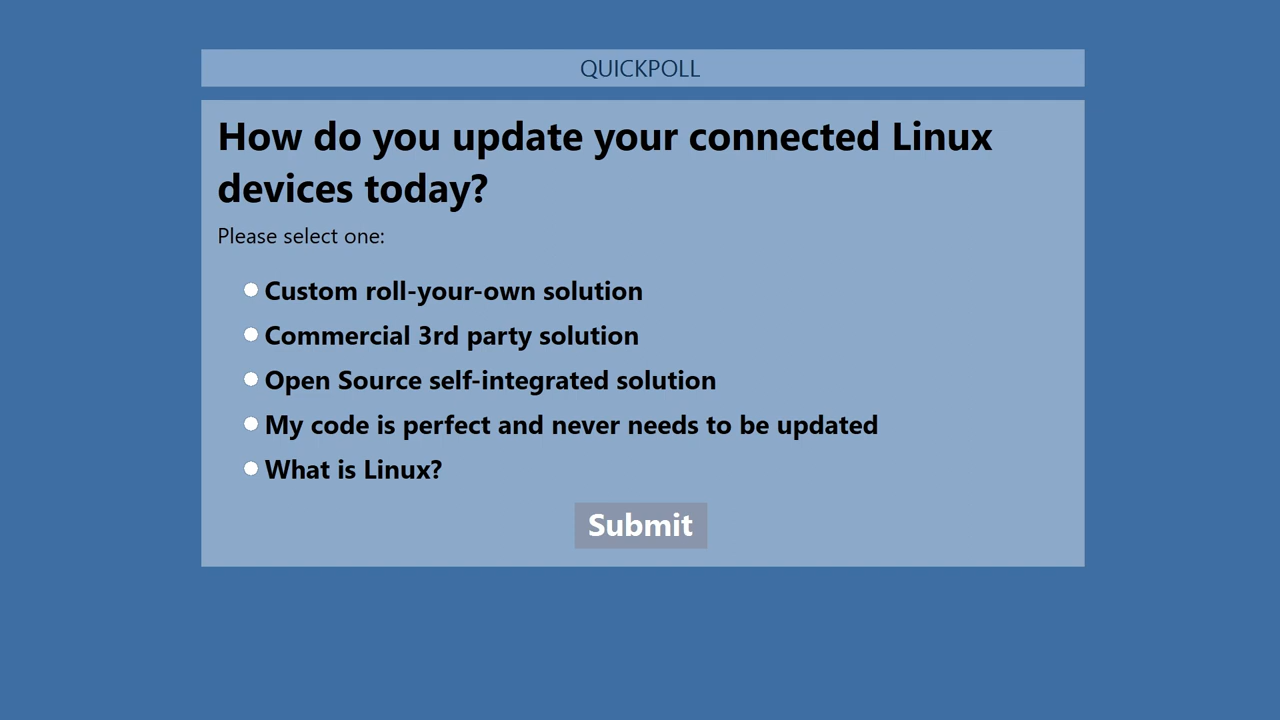 QUICKPOLL
How do you update your connected Linux
devices today?
Please select one:
Custom roll-your-own solution
Commercial 3rd party solution
Open Source self-integrated solution
My code is perfect and never needs to be updated
What is Linux?
Submit